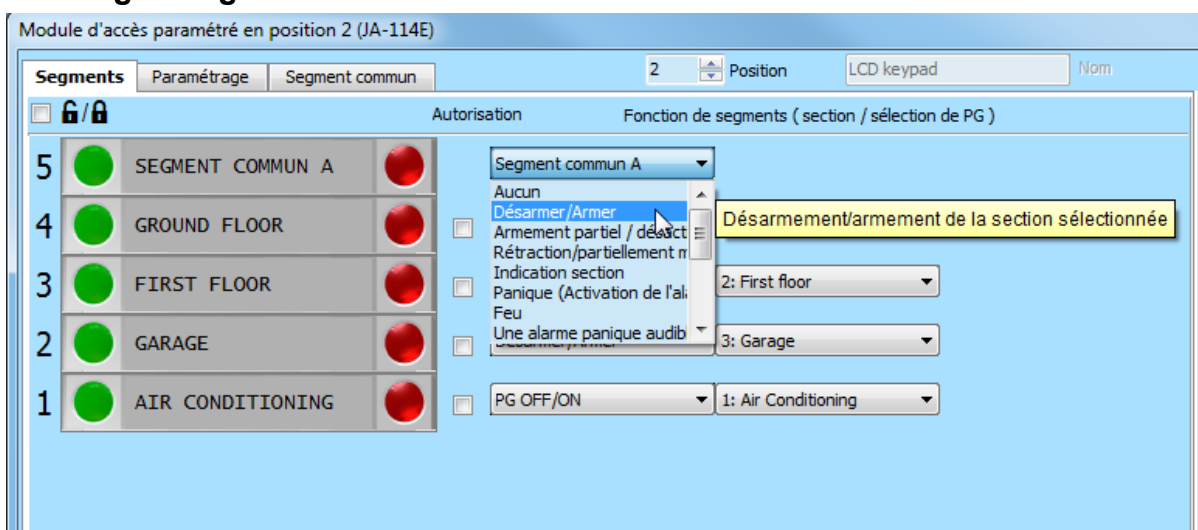 Module d'accès paramétré en position 2 (JA-114E)
Segments Paramétrage Segment commun 2 Position LCD keypad Nom
/ Autorisation Fonction de segments ( section / sélection de PG )
5 SEGMENT COMMUN A Segment commun A
Aucun
Désarmer/Armer
Désarmement/armement de la section sélectionnée
4 GROUND FLOOR
Armement partiel /
Rétraction/partiellement m
Indication section
3 FIRST FLOOR 2: First floor
Panique (Activation de l'al
Feu
Une alarme panique audib
2 GARAGE 3: Garage
1 AIR CONDITIONING PG OFF/ON 1: Air Conditioning